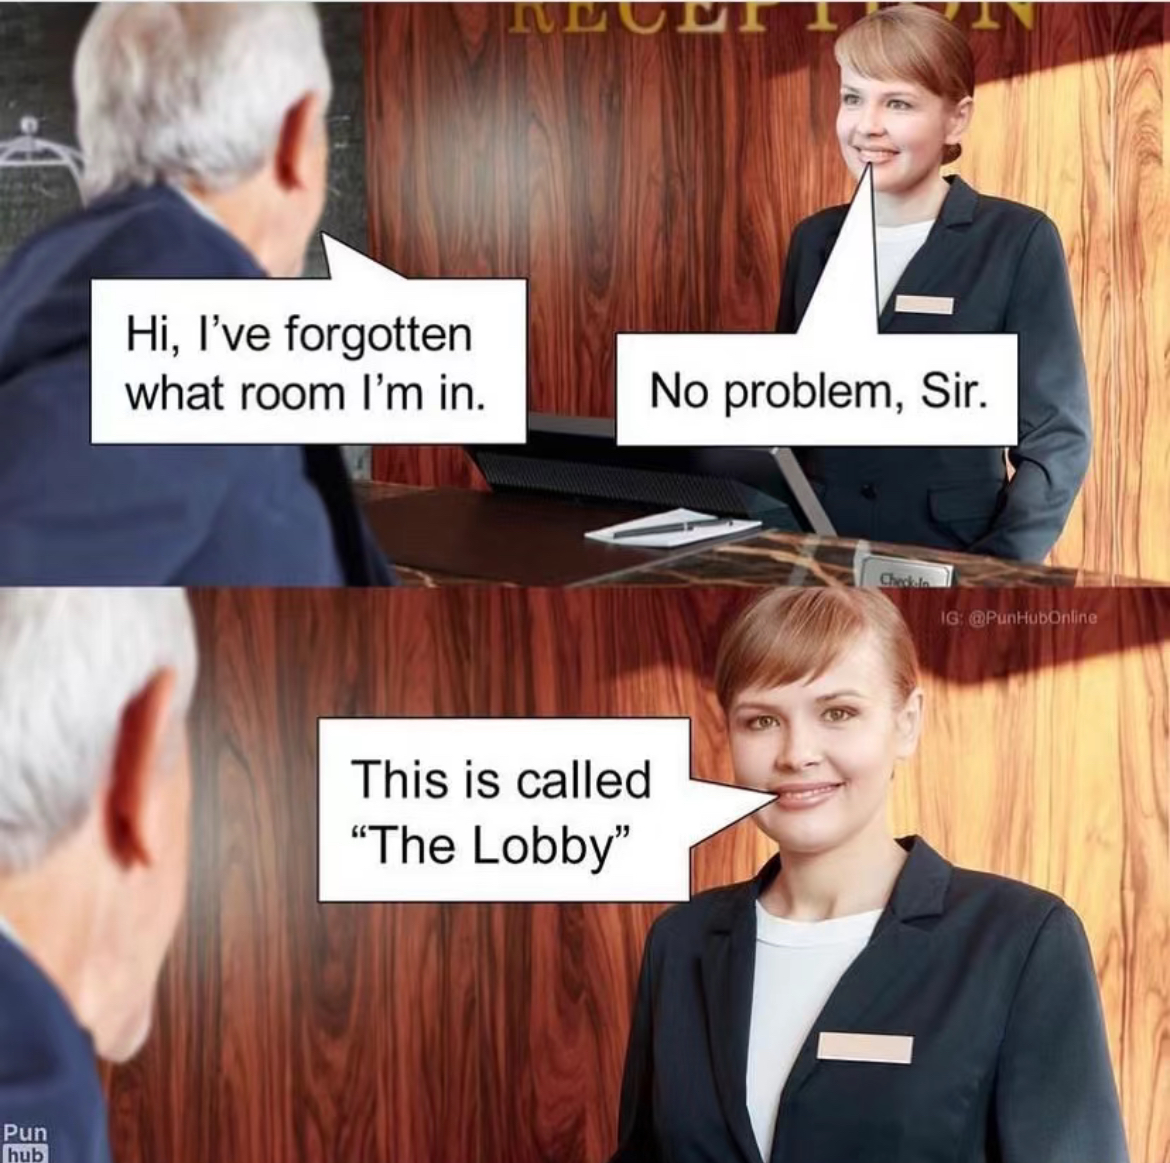 RECEPTION
Hi, I've forgotten
what room I'm in.
No problem, Sir.
Check-In
IG: @PunHubOnline
This is called
“The Lobby”
Pun
hub